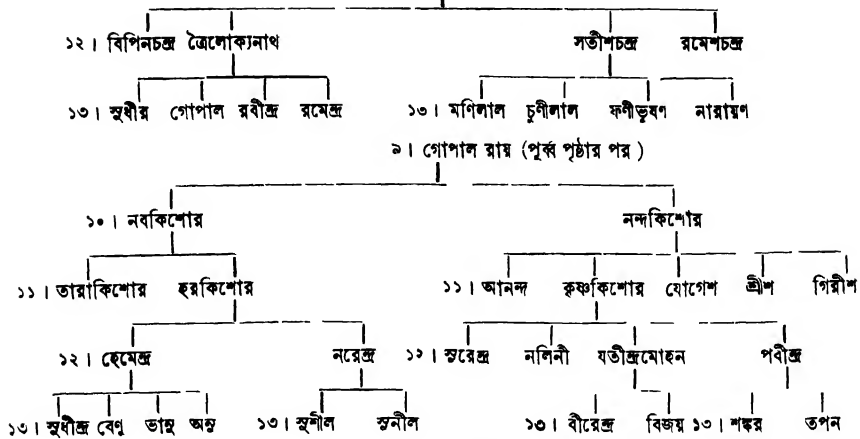 ১২। বিপিনচন্দ্র ত্রৈলোক্যনাথ সতীশচন্দ্র রমেশচন্দ্র
১৩। সুধীর গোপাল রবীন্দ্র রমেন্দ্র ১৩। মণিলাল চুণীলাল ফণীভূষণ নারায়ণ
৯। গোপাল রায় (পূর্ব্ব পৃষ্ঠার পর)
১০। নবকিশোর নন্দকিশোর
১১। তারাকিশোর হরকিশোর ১১। আনন্দ কৃষ্ণকিশোর যোগেশ শ্রীশ গিরীশ
১২। হেমেন্দ্র নরেন্দ্র ১২। সুরেন্দ্র নলিনী যতীন্দ্রমোহন পবীন্দ্র
১৩। সুধীন্দ্র বেণু ভানু অনু ১৩। সুশীল সুনীল ১৩। বীরেন্দ্র বিজয় ১৩। শঙ্কর তপন